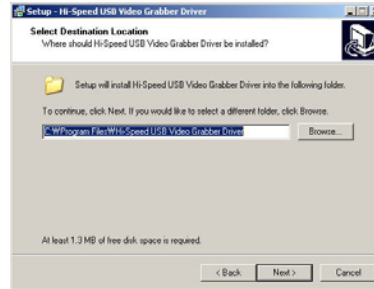 Setup - Hi-Speed USB Video Grabber Driver
Select Destination Location
Where should Hi-Speed USB Video Grabber Driver be installed?
Setup will install Hi-Speed USB Video Grabber Driver into the following folder.
To continue, click Next. If you would like to select a different folder, click Browse.
C:₩Program Files₩Hi-Speed USB Video Grabber Driver
Browse...
At least 1.3 MB of free disk space is required.
< Back
Next >
Cancel